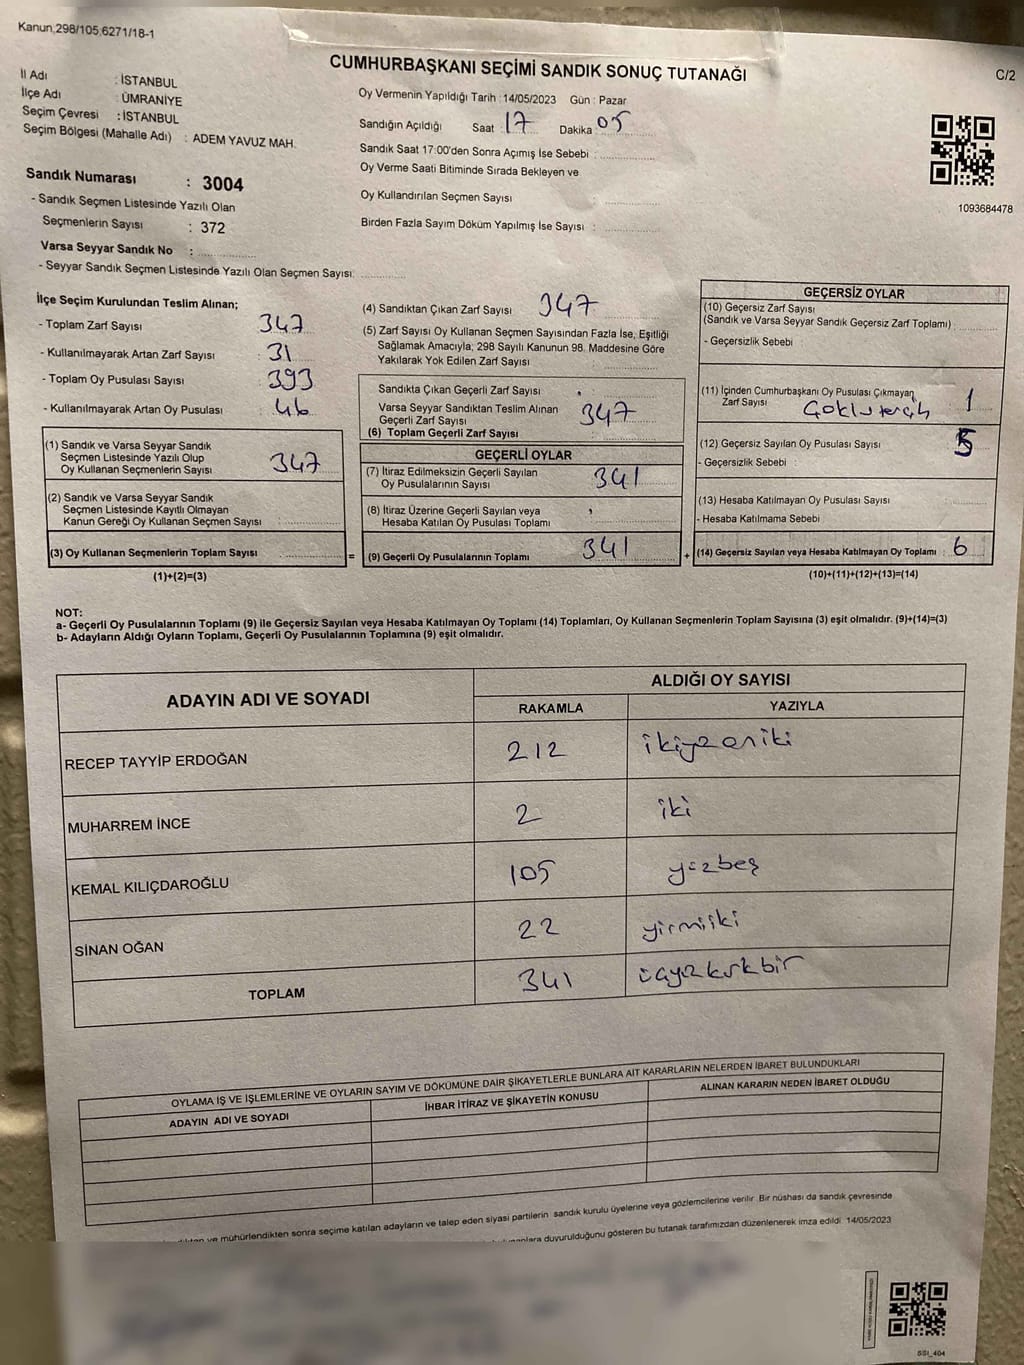 Kanun,298/105,6271/18-1
CUMHURBAŞKANI SEÇİMİ SANDIK SONUÇ TUTANAĞI
C/2
İl Adı : İSTANBUL
İlçe Adı : ÜMRANİYE
Seçim Çevresi : İSTANBUL
Seçim Bölgesi (Mahalle Adı) : ADEM YAVUZ MAH.
Oy Vermenin Yapıldığı Tarih : 14/05/2023 Gün : Pazar
Sandığın Açıldığı Saat : 17 Dakika : 05
Sandık Saat 17:00'den Sonra Açımış İse Sebebi :
Oy Verme Saati Bitiminde Sırada Bekleyen ve
Oy Kullandırılan Seçmen Sayısı :
Birden Fazla Sayım Döküm Yapılmış İse Sayısı :
1093684478
Sandık Numarası : 3004
- Sandık Seçmen Listesinde Yazılı Olan
Seçmenlerin Sayısı : 372
Varsa Seyyar Sandık No :
- Seyyar Sandık Seçmen Listesinde Yazılı Olan Seçmen Sayısı:
İlçe Seçim Kurulundan Teslim Alınan;
- Toplam Zarf Sayısı : 347
- Kullanılmayarak Artan Zarf Sayısı : 31
- Toplam Oy Pusulası Sayısı : 393
- Kullanılmayarak Artan Oy Pusulası : 46
(1) Sandık ve Varsa Seyyar Sandık
Seçmen Listesinde Yazılı Olup
Oy Kullanan Seçmenlerin Sayısı : 347
(2) Sandık ve Varsa Seyyar Sandık
Seçmen Listesinde Kayıtlı Olmayan
Kanun Gereği Oy Kullanan Seçmen Sayısı :
(3) Oy Kullanan Seçmenlerin Toplam Sayısı :
=
(1)+(2)=(3)
(4) Sandıktan Çıkan Zarf Sayısı : 347
(5) Zarf Sayısı Oy Kullanan Seçmen Sayısından Fazla İse, Eşitliği
Sağlamak Amacıyla; 298 Sayılı Kanunun 98. Maddesine Göre
Yakılarak Yok Edilen Zarf Sayısı :
Sandıkta Çıkan Geçerli Zarf Sayısı :
Varsa Seyyar Sandıktan Teslim Alınan
Geçerli Zarf Sayısı : 347
(6) Toplam Geçerli Zarf Sayısı :
GEÇERLİ OYLAR
(7) İtiraz Edilmeksizin Geçerli Sayılan
Oy Pusulalarının Sayısı : 341
(8) İtiraz Üzerine Geçerli Sayılan veya
Hesaba Katılan Oy Pusulası Toplamı :
(9) Geçerli Oy Pusulalarının Toplamı : 341
+
GEÇERSİZ OYLAR
(10) Geçersiz Zarf Sayısı
(Sandık ve Varsa Seyyar Sandık Geçersiz Zarf Toplamı) :
- Geçersizlik Sebebi :
(11) İçinden Cumhurbaşkanı Oy Pusulası Çıkmayan
Zarf Sayısı : 1
(12) Geçersiz Sayılan Oy Pusulası Sayısı : 5
- Geçersizlik Sebebi :
(13) Hesaba Katılmayan Oy Pusulası Sayısı :
- Hesaba Katılmama Sebebi :
(14) Geçersiz Sayılan veya Hesaba Katılmayan Oy Toplamı : 6
(10)+(11)+(12)+(13)=(14)
NOT:
a- Geçerli Oy Pusulalarının Toplamı (9) ile Geçersiz Sayılan veya Hesaba Katılmayan Oy Toplamı (14) Toplamları, Oy Kullanan Seçmenlerin Toplam Sayısına (3) eşit olmalıdır. (9)+(14)=(3)
b- Adayların Aldığı Oyların Toplamı, Geçerli Oy Pusulalarının Toplamına (9) eşit olmalıdır.
ADAYIN ADI VE SOYADI
ALDIĞI OY SAYISI
RAKAMLA YAZIYLA
RECEP TAYYİP ERDOĞAN 212 ikiyzoniki
MUHARREM İNCE 2 iki
KEMAL KILIÇDAROĞLU 105 yüzbeş
SİNAN OĞAN 22 yirmiiki
TOPLAM 341 üçyüzkırkbir
OYLAMA İŞ VE İŞLEMLERİNE VE OYLARIN SAYIM VE DÖKÜMÜNE DAİR ŞİKAYETLERLE BUNLARA AİT KARARLARIN NELERDEN İBARET BULUNDUKLARI
ADAYIN ADI VE SOYADI İHBAR İTİRAZ VE ŞİKAYETİN KONUSU ALINAN KARARIN NEDEN İBARET OLDUĞU
ve mühürlendikten sonra seçime katılan adayların ve talep eden siyasi partilerin sandık kurulu üyelerine veya gözlemcilerine verilir. Bir nüshası da sandık çevresinde
duyurulduğunu gösteren bu tutanak tarafımızdan düzenlenerek imza edildi. 14/05/2023
SSI_404